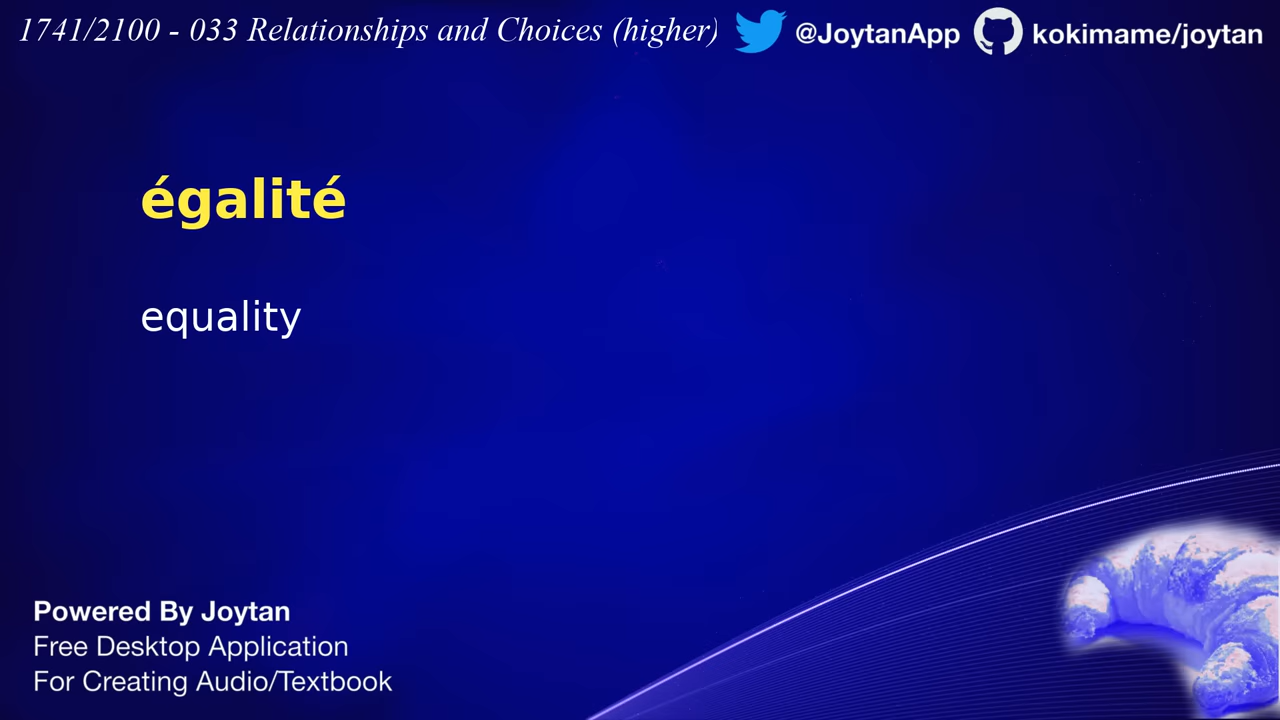 1741/2100 - 033 Relationships and Choices (higher)
@JoytanApp
kokimame/joytan
égalité
equality
Powered By Joytan
Free Desktop Application
For Creating Audio/Textbook